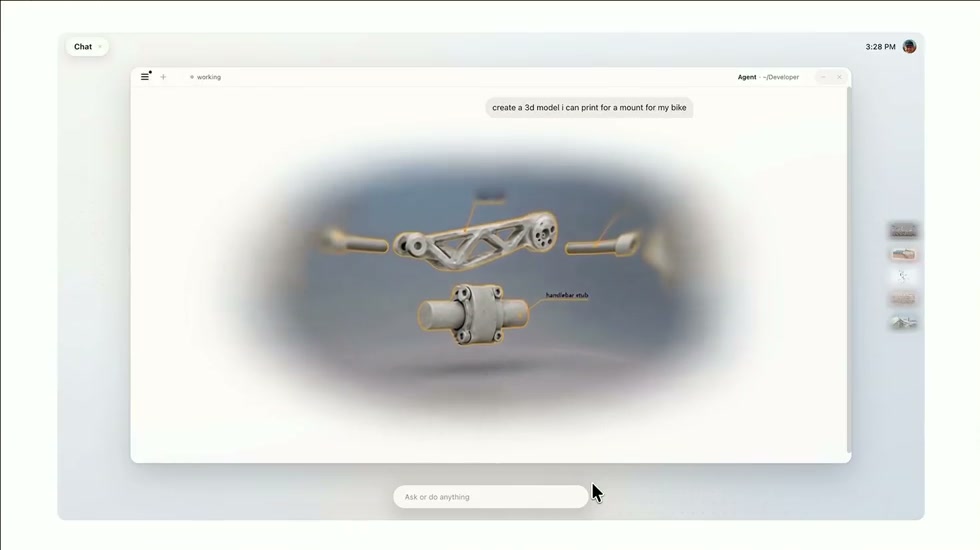 Chat
3:28 PM
working
Agent · ~/Developer
create a 3d model i can print for a mount for my bike
handlebar stub
Ask or do anything